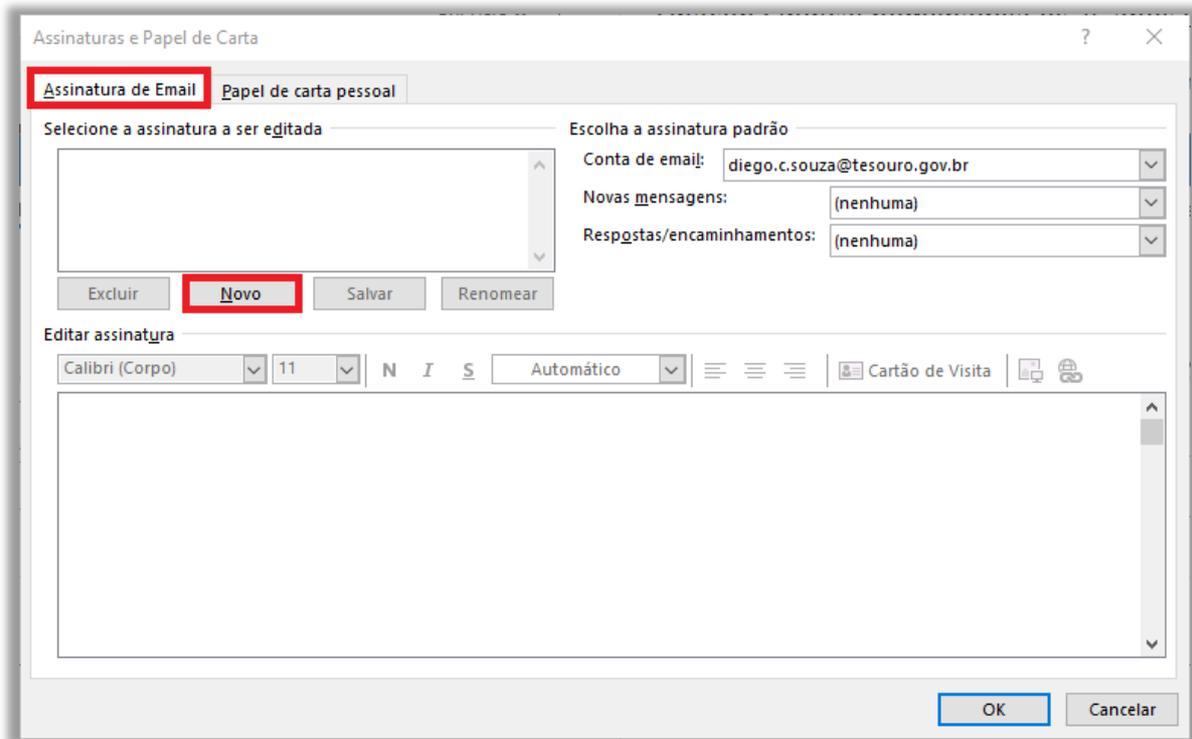 Assinaturas e Papel de Carta
?
Assinatura de Email
Papel de carta pessoal
Selecione a assinatura a ser editada
Escolha a assinatura padrão
Conta de email:
diego.c.souza@tesouro.gov.br
Novas mensagens:
(nenhuma)
Respostas/encaminhamentos:
(nenhuma)
Excluir
Novo
Salvar
Renomear
Editar assinatura
Calibri (Corpo)
11
N
I
S
Automático
Cartão de Visita
OK
Cancelar